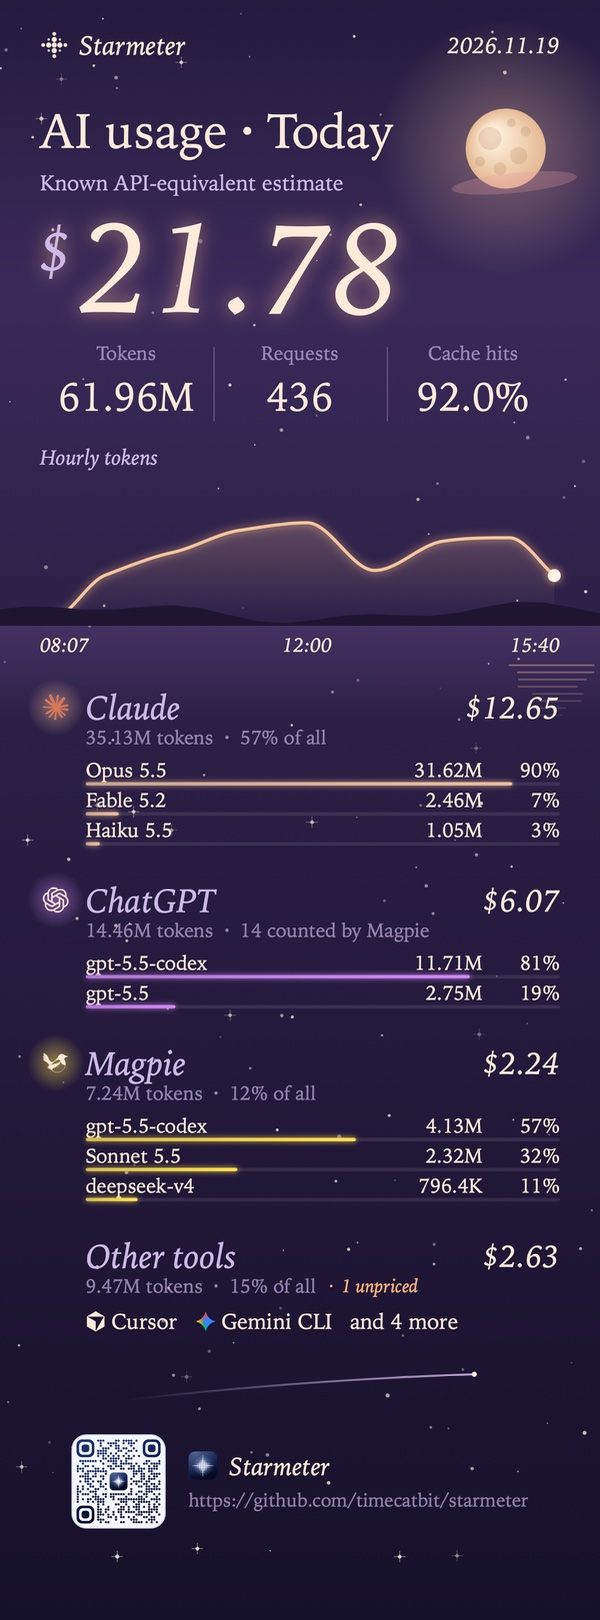 Starmeter
2026.11.19
AI usage · Today
Known API-equivalent estimate
$21.78
Tokens Requests Cache hits
61.96M 436 92.0%
Hourly tokens
08:07 12:00 15:40
Claude $12.65
35.13M tokens · 57% of all
Opus 5.5 31.62M 90%
Fable 5.2 2.46M 7%
Haiku 5.5 1.05M 3%
ChatGPT $6.07
14.46M tokens · 14 counted by Magpie
gpt-5.5-codex 11.71M 81%
gpt-5.5 2.75M 19%
Magpie $2.24
7.24M tokens · 12% of all
gpt-5.5-codex 4.13M 57%
Sonnet 5.5 2.32M 32%
deepseek-v4 796.4K 11%
Other tools $2.63
9.47M tokens · 15% of all · 1 unpriced
Cursor Gemini CLI and 4 more
Starmeter
https://github.com/timecatbit/starmeter